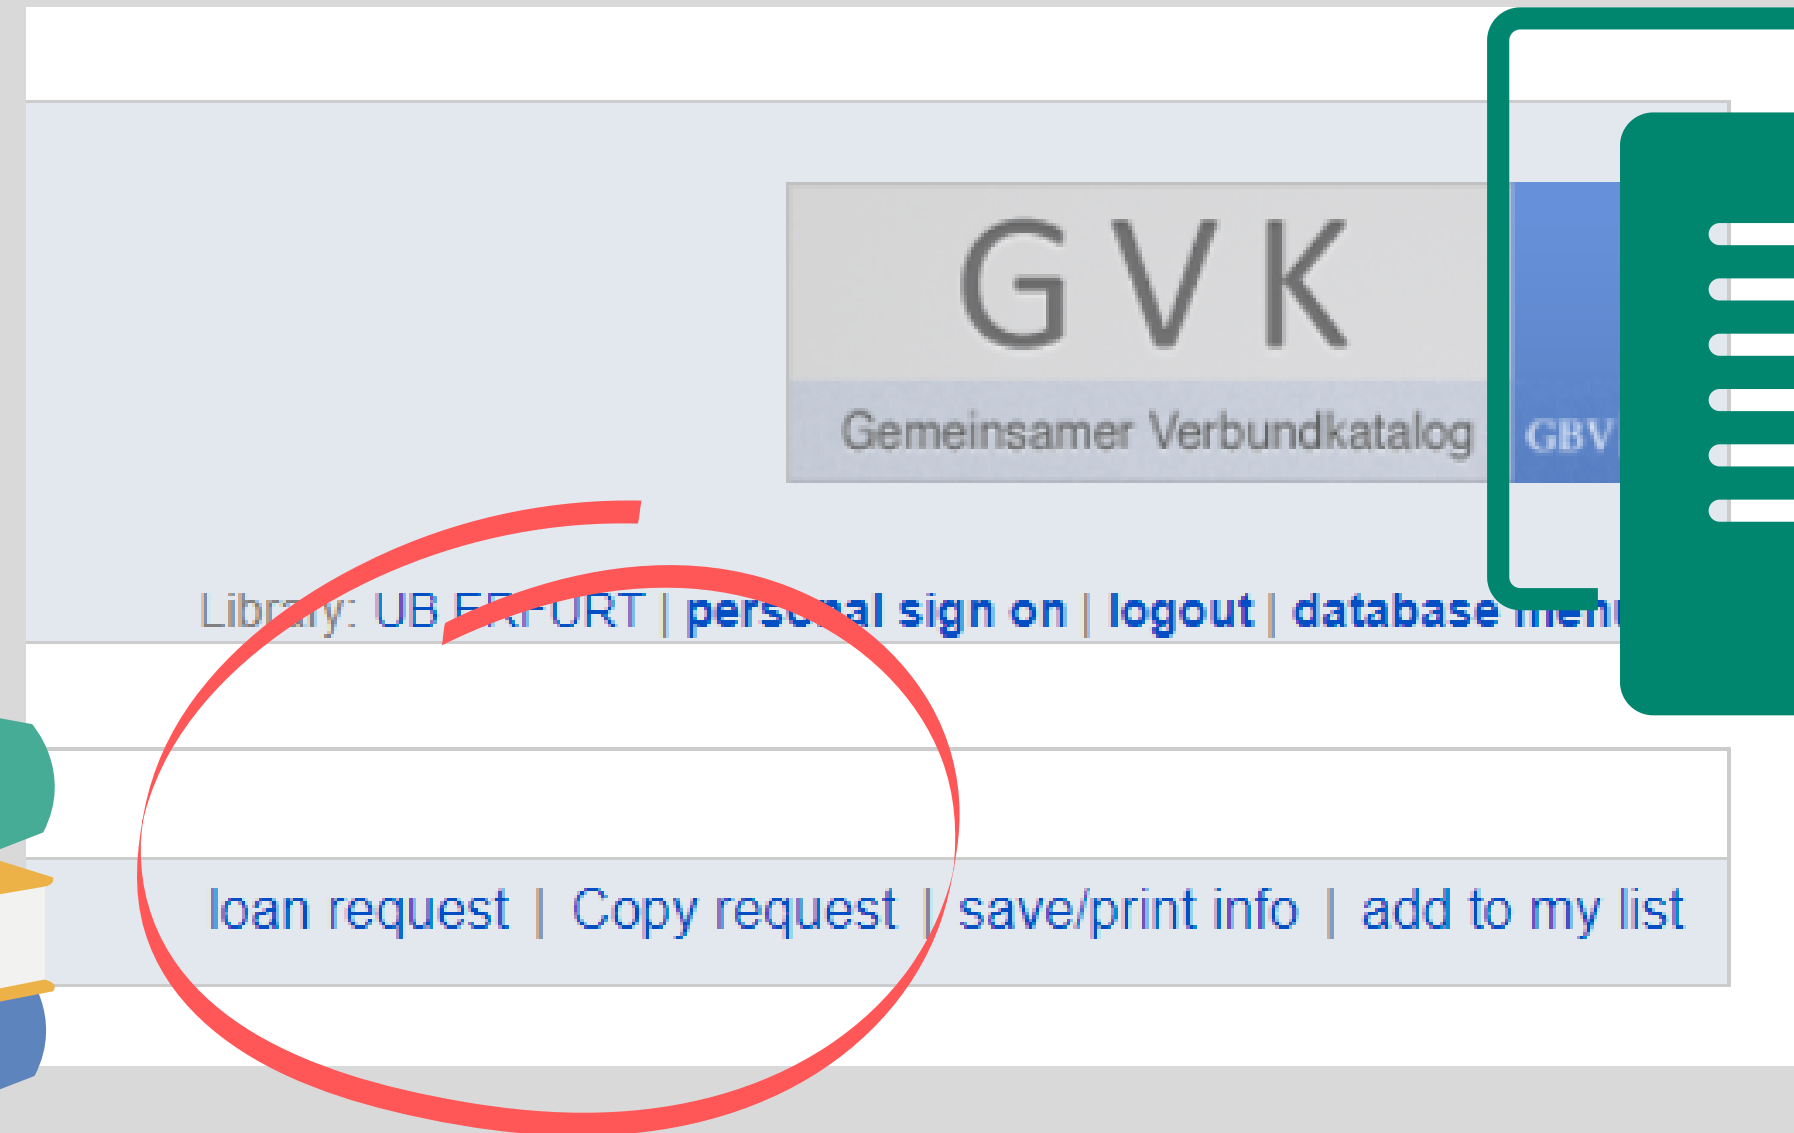 G V K
Gemeinsamer Verbundkatalog GBV
Library: UB ERFURT | personal sign on | logout | database menu
loan request | Copy request | save/print info | add to my list